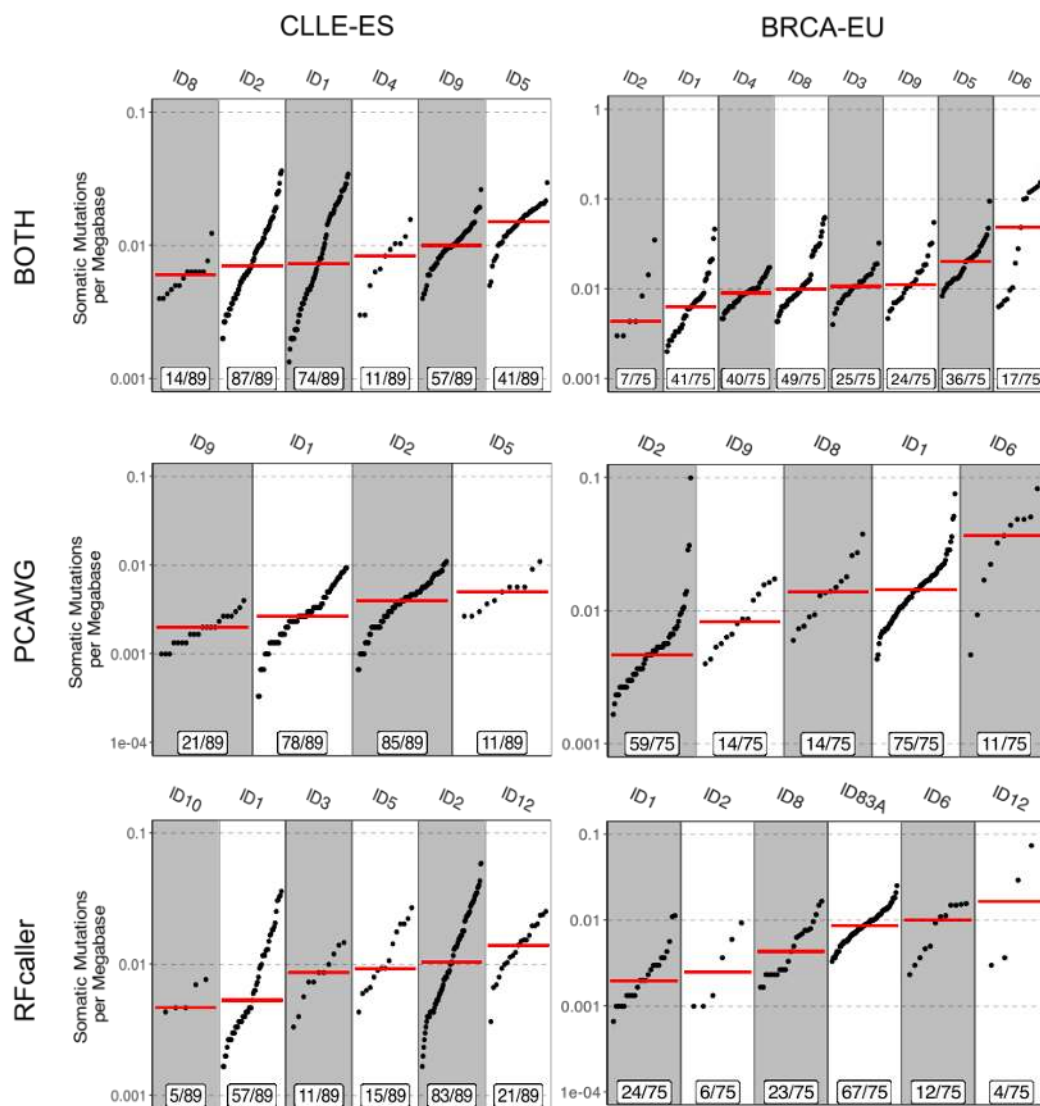 CLLE-ES BRCA-EU
BOTH
ID8 ID2 ID1 ID4 ID9 ID5
Somatic Mutations
per Megabase
0.1
0.01
0.001
14/89 87/89 74/89 11/89 57/89 41/89
ID2 ID1 ID4 ID8 ID3 ID9 ID5 ID6
1
0.1
0.01
0.001
7/75 41/75 40/75 49/75 25/75 24/75 36/75 17/75
PCAWG
ID9 ID1 ID2 ID5
Somatic Mutations
per Megabase
0.1
0.01
0.001
1e-04
21/89 78/89 85/89 11/89
ID2 ID9 ID8 ID1 ID6
0.1
0.01
0.001
59/75 14/75 14/75 75/75 11/75
RFcaller
ID10 ID1 ID3 ID5 ID2 ID12
Somatic Mutations
per Megabase
0.1
0.01
0.001
5/89 57/89 11/89 15/89 83/89 21/89
ID1 ID2 ID8 ID83A ID6 ID12
0.1
0.01
0.001
1e-04
24/75 6/75 23/75 67/75 12/75 4/75